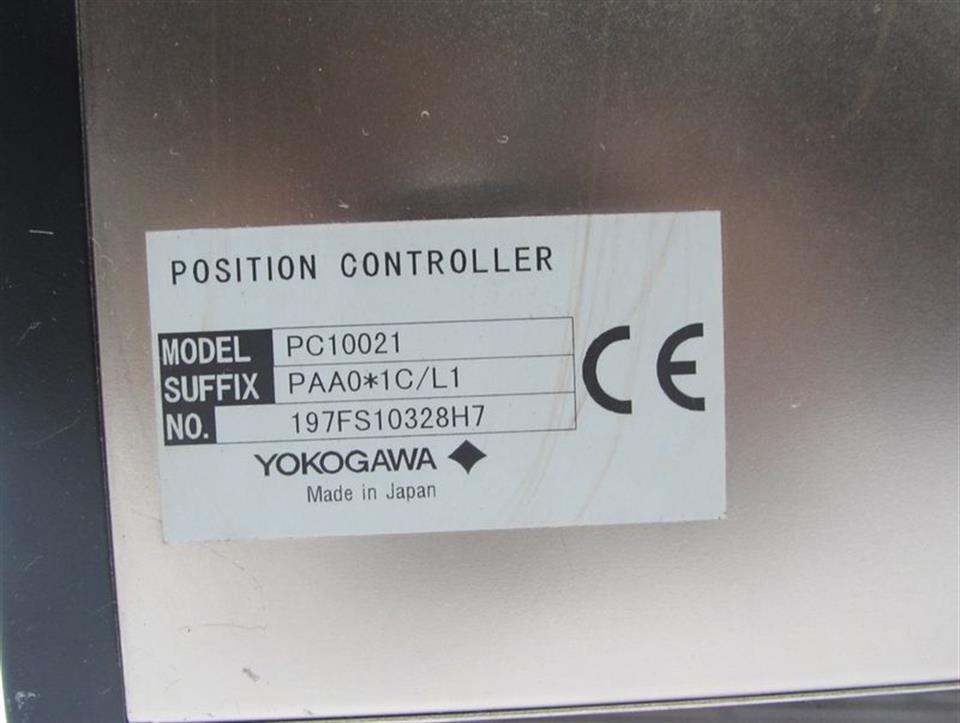 POSITION CONTROLLER
MODEL PC10021
SUFFIX PAA0*1C/L1
NO. 197FS10328H7
CE
YOKOGAWA
Made in Japan